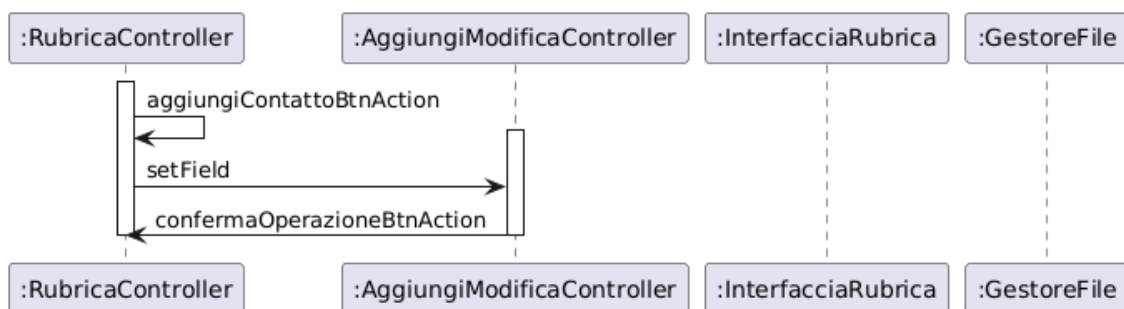 :RubricaController :AggiungiModificaController :InterfacciaRubrica :GestoreFile
aggiungiContattoBtnAction
setField
confermaOperazioneBtnAction
:RubricaController :AggiungiModificaController :InterfacciaRubrica :GestoreFile